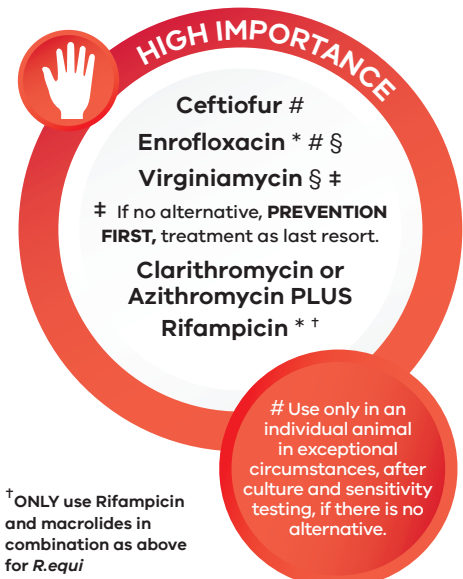 HIGH IMPORTANCE
Ceftiofur #
Enrofloxacin * # §
Virginiamycin § ‡
‡ If no alternative, PREVENTION
FIRST, treatment as last resort.
Clarithromycin or
Azithromycin PLUS
Rifampicin * †
# Use only in an
individual animal
in exceptional
circumstances, after
culture and sensitivity
testing, if there is no
alternative.
†ONLY use Rifampicin
and macrolides in
combination as above
for R.equi